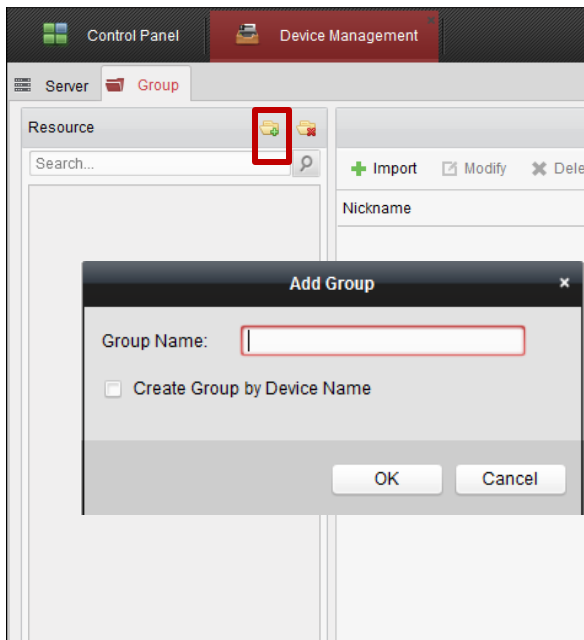 Control Panel
Device Management
Server
Group
Resource
Search...
Import
Modify
Dele
Nickname
Add Group
Group Name:
Create Group by Device Name
OK
Cancel